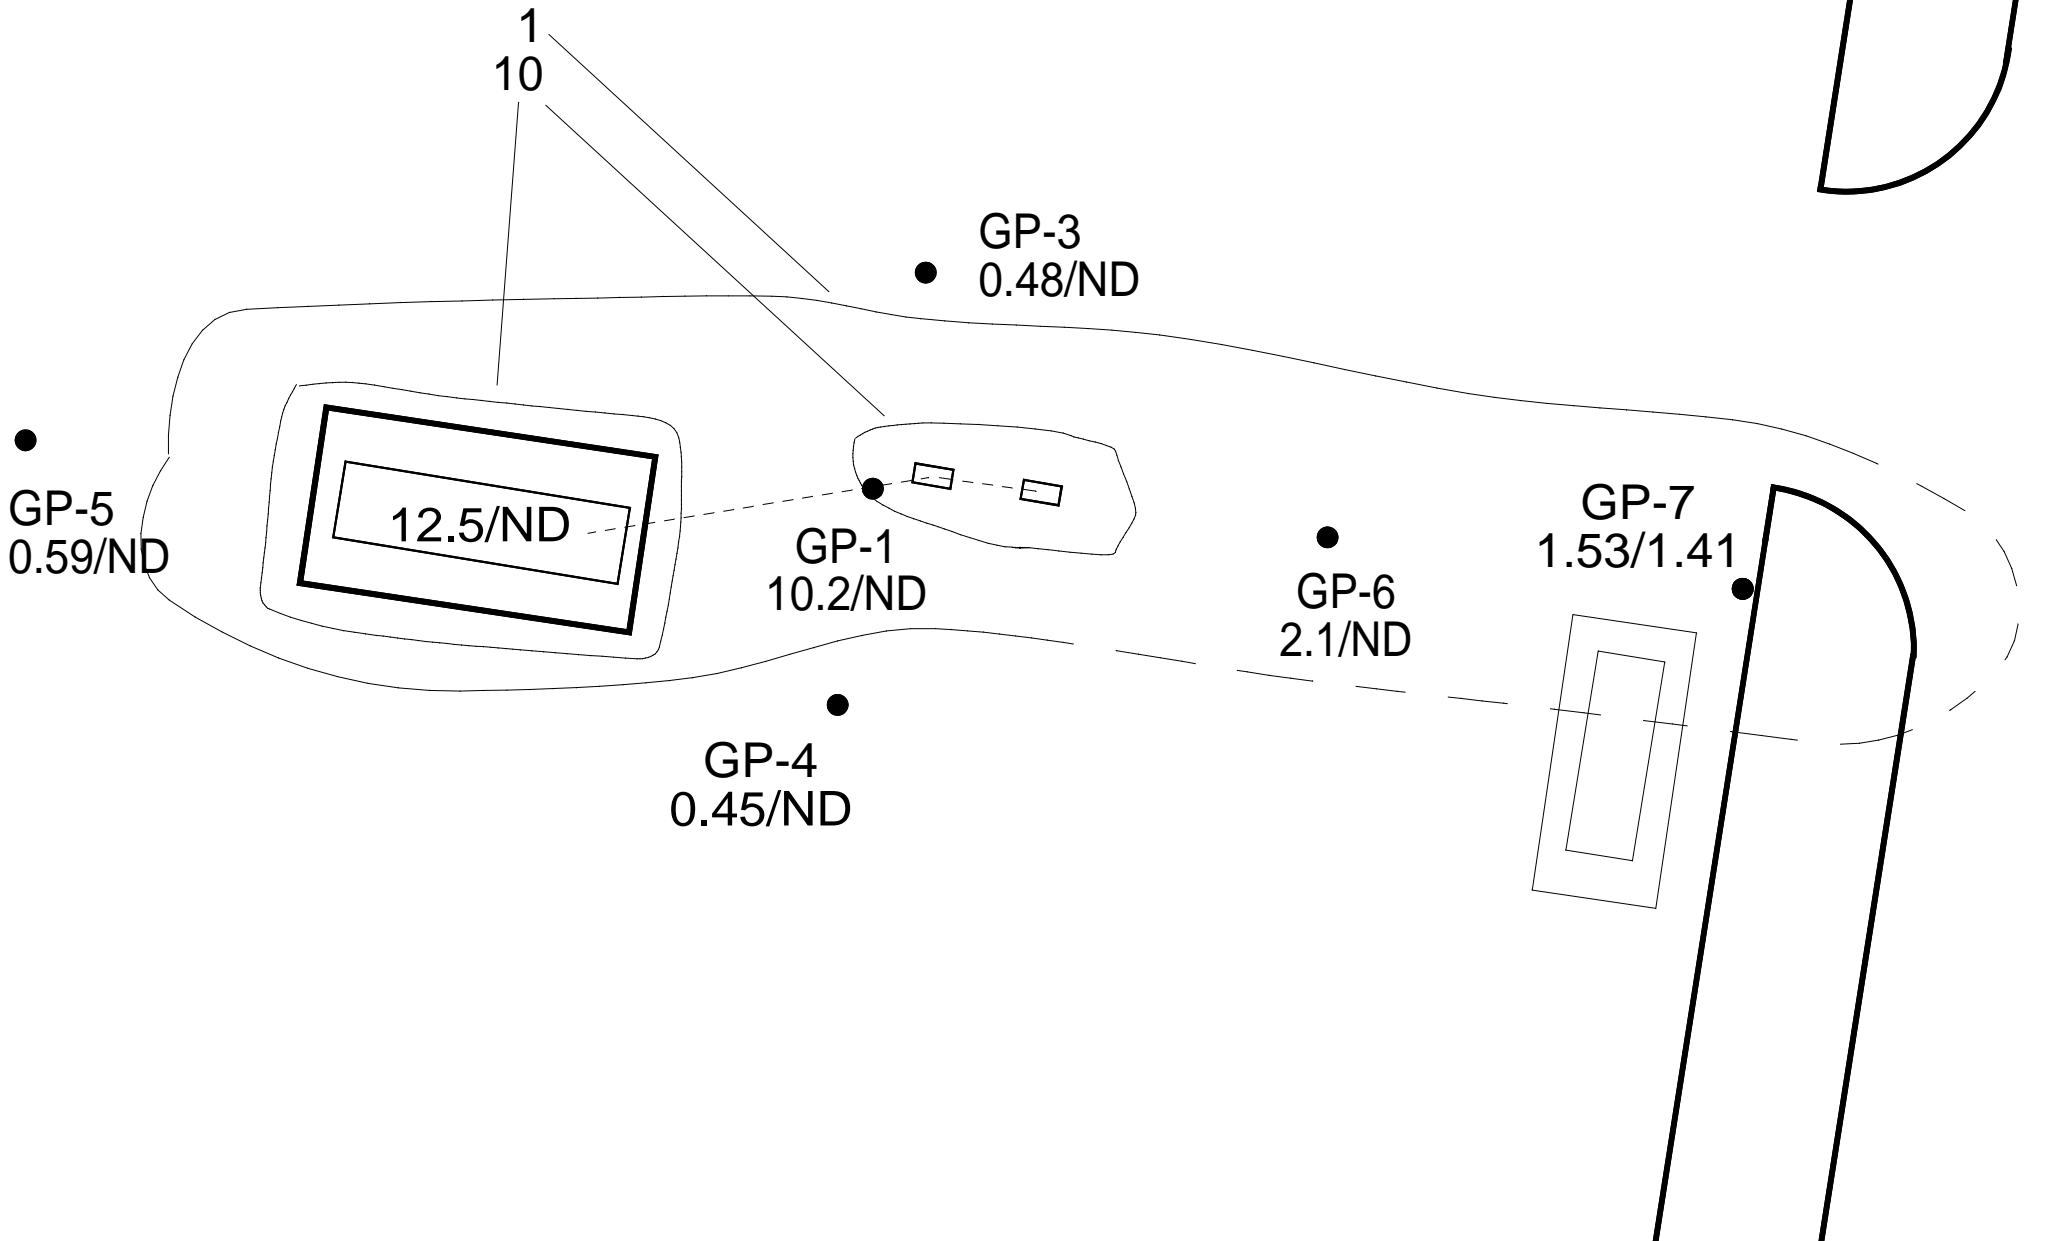 1
10
GP-3
0.48/ND
GP-5
0.59/ND
12.5/ND
GP-1
10.2/ND
GP-7
1.53/1.41
GP-6
2.1/ND
GP-4
0.45/ND